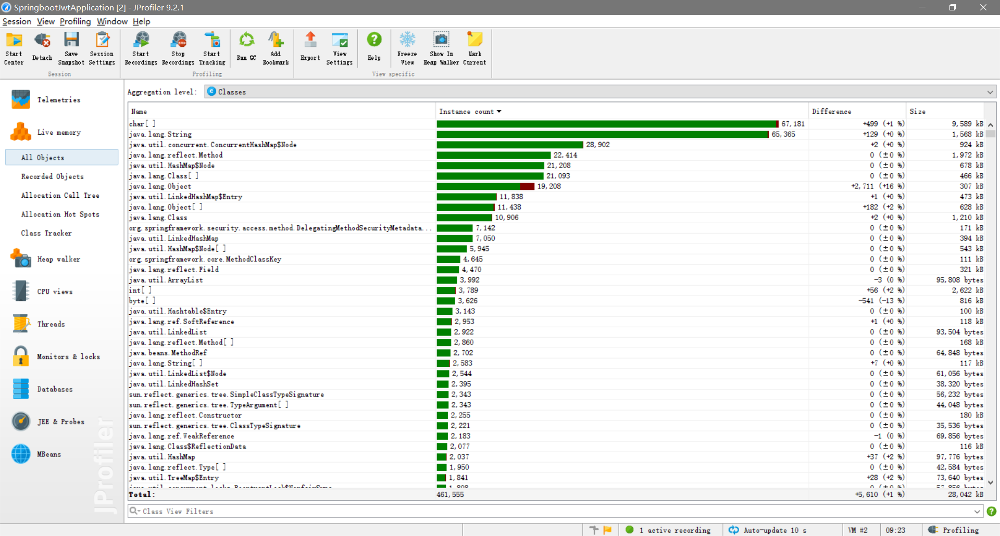 SpringbootJwtApplication [2] - JProfiler 9.2.1
Session View Profiling Window Help
Start Center
Detach
Save Snapshot
Session Settings
Start Recordings
Stop Recordings
Start Tracking
Run GC
Add Bookmark
Export
View Settings
Help
Freeze View
Show In Heap Walker
Mark Current
Session
Profiling
View specific
Telemetries
Live memory
All Objects
Recorded Objects
Allocation Call Tree
Allocation Hot Spots
Class Tracker
Heap walker
CPU views
Threads
Monitors & locks
Databases
JEE & Probes
MBeans
JProfiler
Aggregation level: Classes
Name Instance count Difference Size
char[ ] 67,181 +499 (+1 %) 9,589 kB
java.lang.String 65,365 +129 (+0 %) 1,568 kB
java.util.concurrent.ConcurrentHashMap$Node 28,902 +2 (+0 %) 924 kB
java.lang.reflect.Method 22,414 0 (±0 %) 1,972 kB
java.util.HashMap$Node 21,208 0 (±0 %) 678 kB
java.lang.Class[ ] 21,093 0 (±0 %) 466 kB
java.lang.Object 19,208 +2,711 (+16 %) 307 kB
java.util.LinkedHashMap$Entry 11,838 +1 (+0 %) 473 kB
java.lang.Object[ ] 11,438 +182 (+2 %) 628 kB
java.lang.Class 10,906 +2 (+0 %) 1,210 kB
org.springframework.security.access.method.DelegatingMethodSecurityMetadata... 7,142 0 (±0 %) 171 kB
java.util.LinkedHashMap 7,050 0 (±0 %) 394 kB
java.util.HashMap$Node[ ] 5,945 0 (±0 %) 543 kB
org.springframework.core.MethodClassKey 4,645 0 (±0 %) 111 kB
java.lang.reflect.Field 4,470 0 (±0 %) 321 kB
java.util.ArrayList 3,992 -3 (0 %) 95,808 bytes
int[ ] 3,789 +56 (+2 %) 2,622 kB
byte[ ] 3,626 -541 (-13 %) 816 kB
java.util.Hashtable$Entry 3,143 0 (±0 %) 100 kB
java.lang.ref.SoftReference 2,953 +1 (+0 %) 118 kB
java.util.LinkedList 2,922 0 (±0 %) 93,504 bytes
java.lang.reflect.Method[ ] 2,860 0 (±0 %) 168 kB
java.beans.MethodRef 2,702 0 (±0 %) 64,848 bytes
java.lang.String[ ] 2,583 +7 (+0 %) 117 kB
java.util.LinkedList$Node 2,544 0 (±0 %) 61,056 bytes
java.util.LinkedHashSet 2,395 0 (±0 %) 38,320 bytes
sun.reflect.generics.tree.SimpleClassTypeSignature 2,343 0 (±0 %) 56,232 bytes
sun.reflect.generics.tree.TypeArgument[ ] 2,343 0 (±0 %) 44,048 bytes
java.lang.reflect.Constructor 2,255 0 (±0 %) 180 kB
sun.reflect.generics.tree.ClassTypeSignature 2,221 0 (±0 %) 35,536 bytes
java.lang.ref.WeakReference 2,183 -1 (0 %) 69,856 bytes
java.lang.Class$ReflectionData 2,077 0 (±0 %) 116 kB
java.util.HashMap 2,037 +37 (+2 %) 97,776 bytes
java.lang.reflect.Type[ ] 1,950 0 (±0 %) 42,584 bytes
java.util.TreeMap$Entry 1,841 +28 (+2 %) 73,640 bytes
java.util.concurrent.locks.ReentrantLock$NonfairSync 1,808 0 (±0 %) 57,856 bytes
Total: 461,555 +5,610 (+1 %) 28,042 kB
Class View Filters
1 active recording Auto-update 10 s VM #2 09:23 Profiling